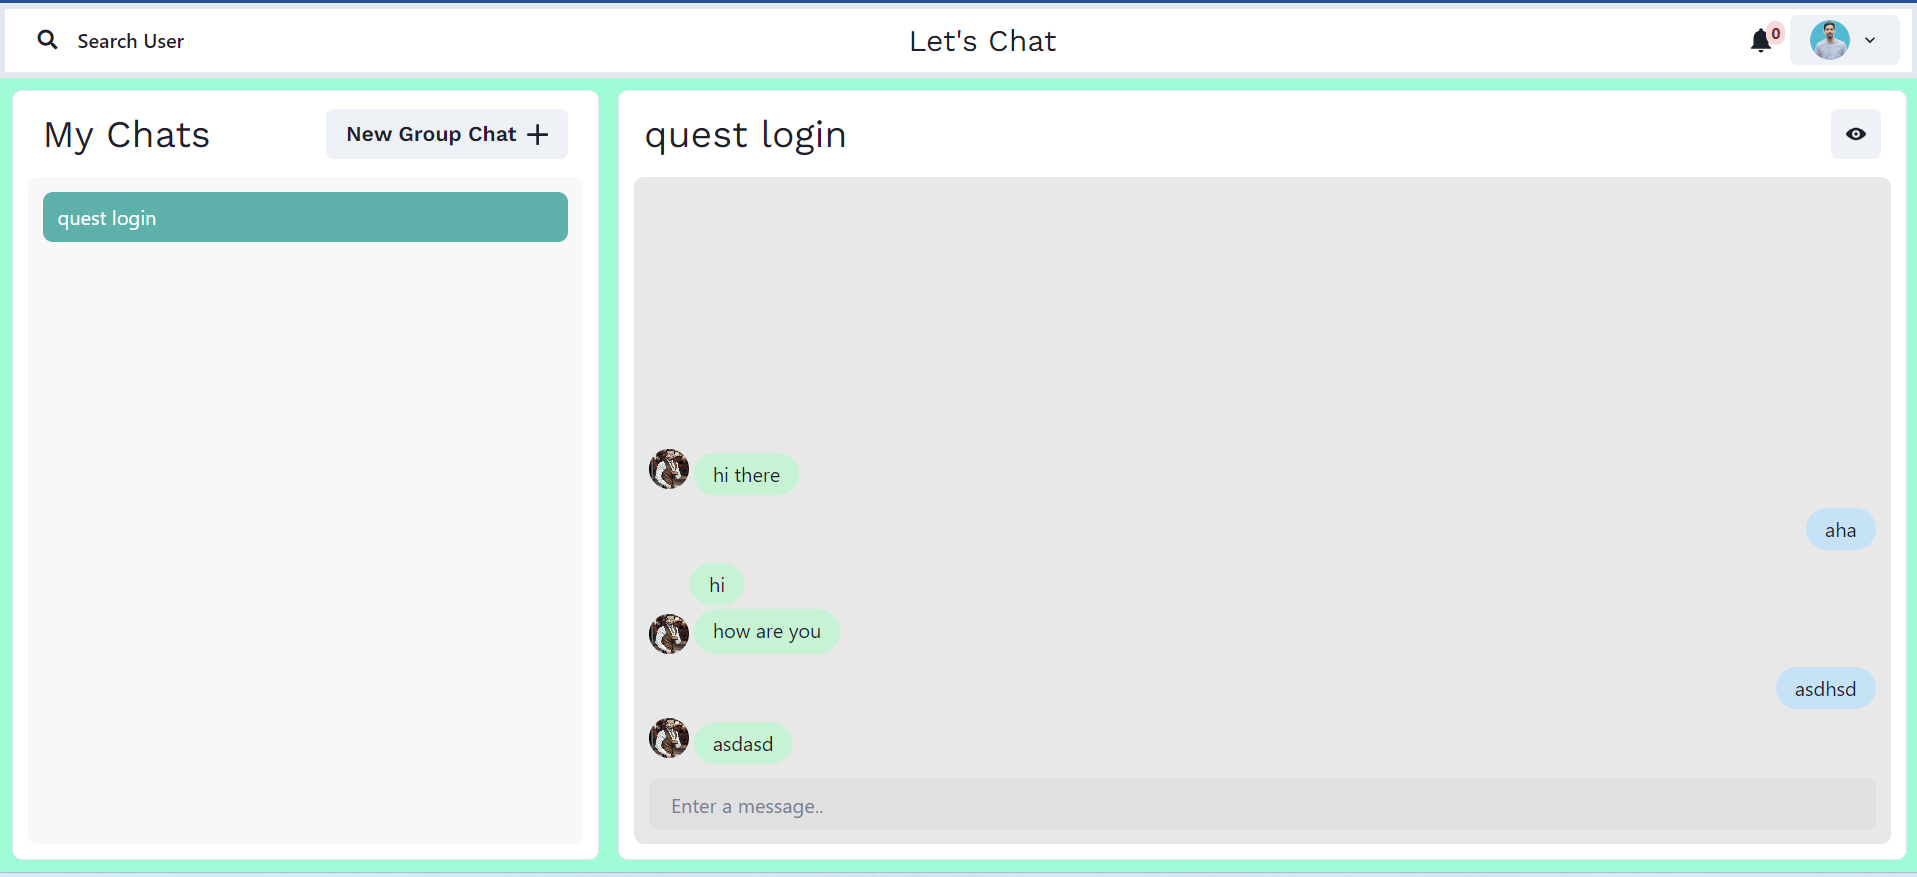 Search User
Let's Chat
0
My Chats
New Group Chat
quest login
quest login
hi there
aha
hi
how are you
asdhsd
asdasd
Enter a message..